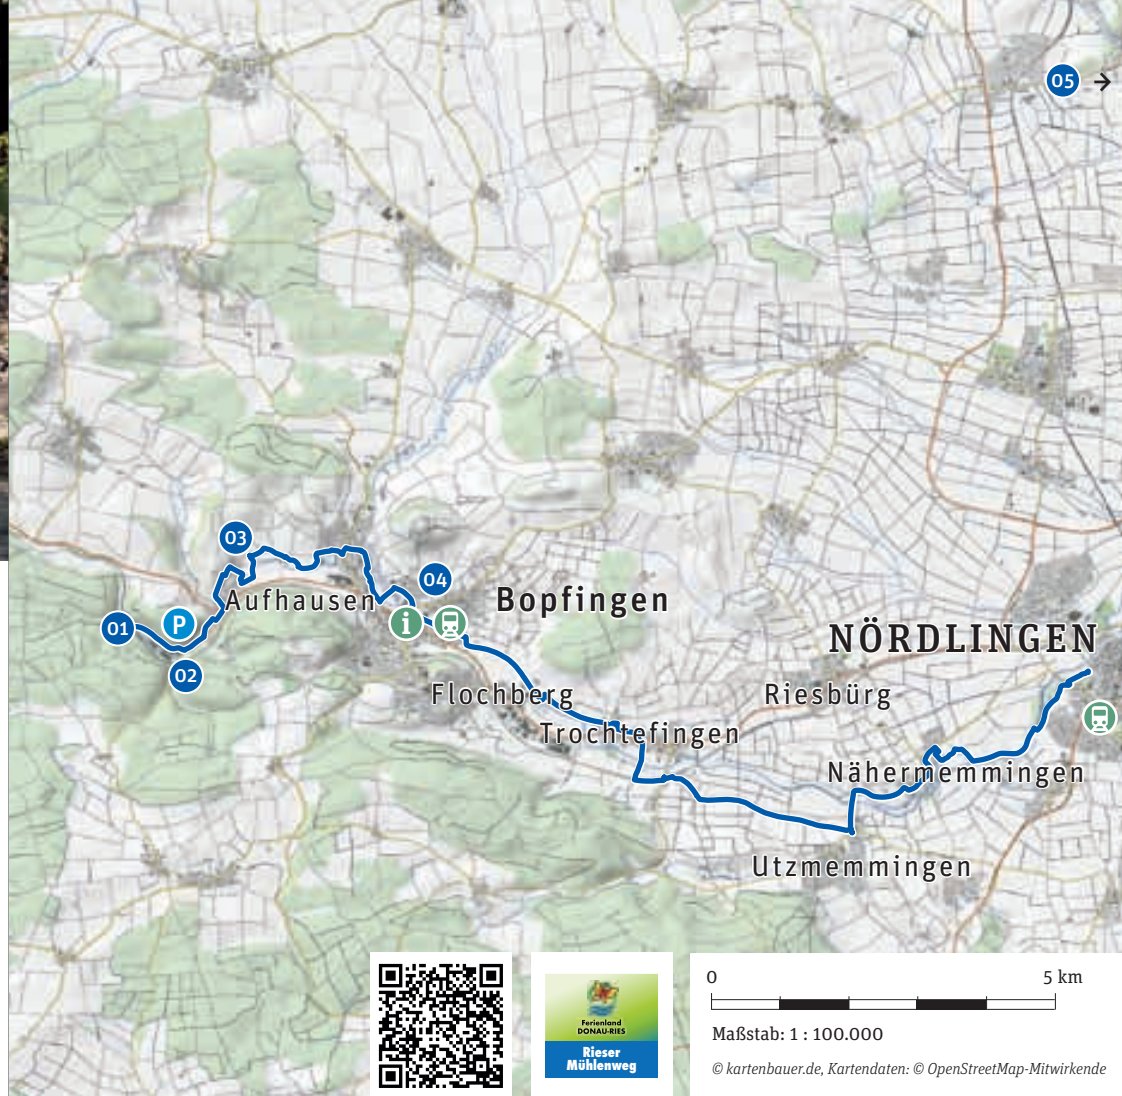 05
03
04
Aufhausen
Bopfingen
01
P
i
02
NÖRDLINGEN
Flochberg
Riesbürg
Trochtefingen
Nähermemmingen
Utzmemmingen
Ferienland
DONAU-RIES
Rieser
Mühlenweg
0 5 km
Maßstab: 1 : 100.000
© kartenbauer.de, Kartendaten: © OpenStreetMap-Mitwirkende